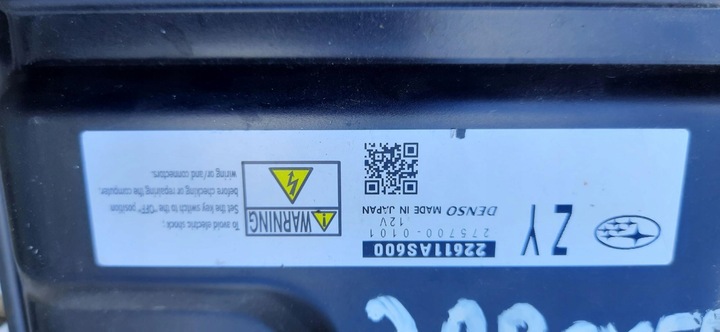 ZY
22611AS600
275700-0101
12V
DENSO MADE IN JAPAN
WARNING
To avoid electric shock ;
Set the key switch to the "OFF" position
before checking or repairing the computer,
wiring or/and connectors.